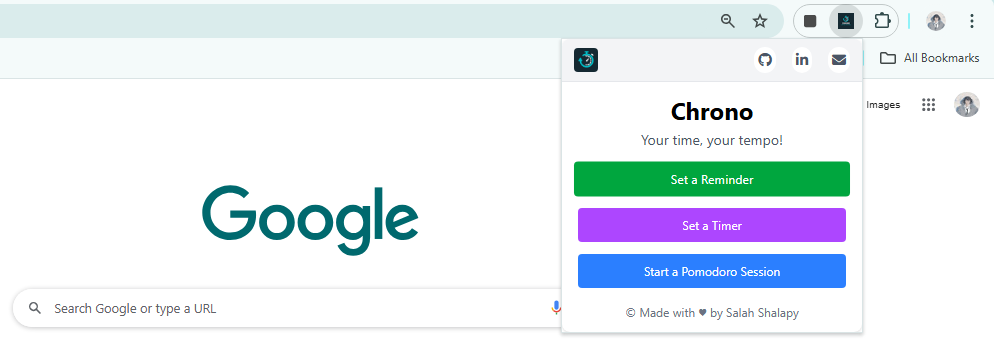 All Bookmarks
Images
Chrono
Your time, your tempo!
Set a Reminder
Set a Timer
Start a Pomodoro Session
© Made with ♥ by Salah Shalapy
Google
Search Google or type a URL